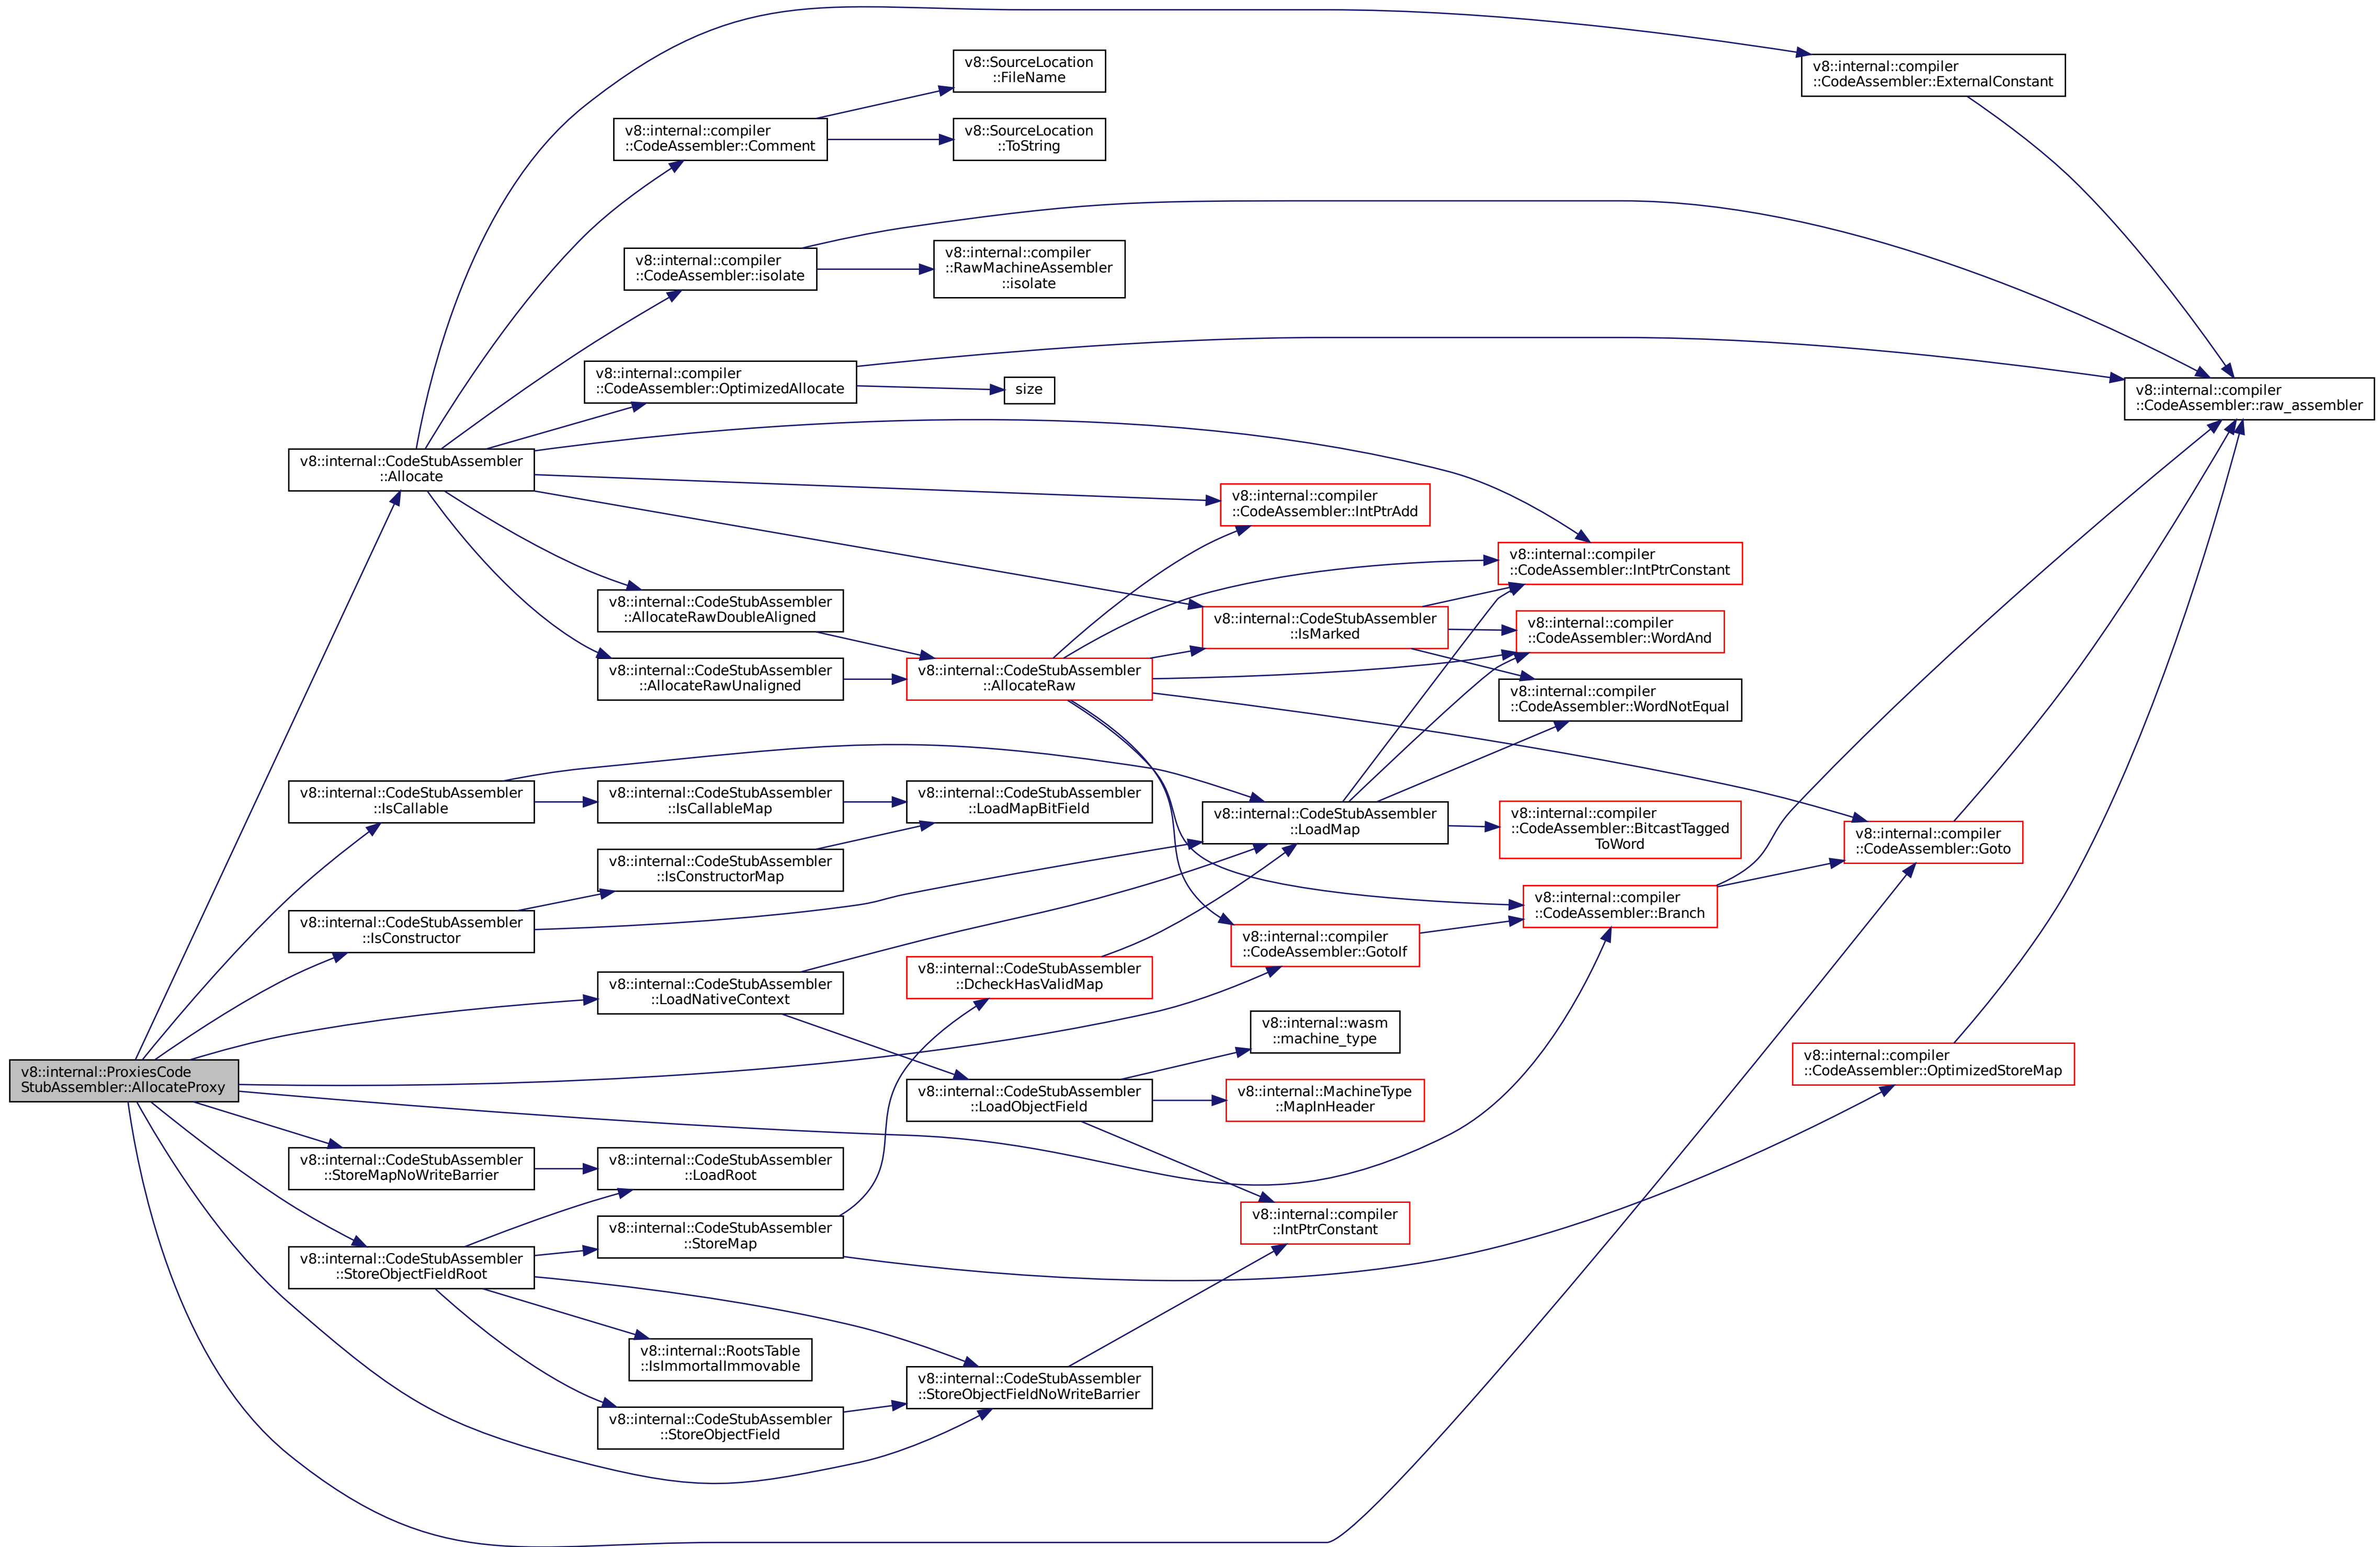 v8::SourceLocation
::FileName
v8::internal::compiler
::CodeAssembler::ExternalConstant
v8::internal::compiler
::CodeAssembler::Comment
v8::SourceLocation
::ToString
v8::internal::compiler
::CodeAssembler::isolate
v8::internal::compiler
::RawMachineAssembler
::isolate
v8::internal::compiler
::CodeAssembler::OptimizedAllocate
size
v8::internal::compiler
::CodeAssembler::raw_assembler
v8::internal::CodeStubAssembler
::Allocate
v8::internal::compiler
::CodeAssembler::IntPtrAdd
v8::internal::compiler
::CodeAssembler::IntPtrConstant
v8::internal::CodeStubAssembler
::AllocateRawDoubleAligned
v8::internal::CodeStubAssembler
::IsMarked
v8::internal::compiler
::CodeAssembler::WordAnd
v8::internal::CodeStubAssembler
::AllocateRawUnaligned
v8::internal::CodeStubAssembler
::AllocateRaw
v8::internal::compiler
::CodeAssembler::WordNotEqual
v8::internal::CodeStubAssembler
::IsCallable
v8::internal::CodeStubAssembler
::IsCallableMap
v8::internal::CodeStubAssembler
::LoadMapBitField
v8::internal::CodeStubAssembler
::LoadMap
v8::internal::compiler
::CodeAssembler::BitcastTagged
ToWord
v8::internal::compiler
::CodeAssembler::Goto
v8::internal::CodeStubAssembler
::IsConstructorMap
v8::internal::compiler
::CodeAssembler::Branch
v8::internal::CodeStubAssembler
::IsConstructor
v8::internal::compiler
::CodeAssembler::GotoIf
v8::internal::CodeStubAssembler
::DcheckHasValidMap
v8::internal::CodeStubAssembler
::LoadNativeContext
v8::internal::wasm
::machine_type
v8::internal::ProxiesCode
StubAssembler::AllocateProxy
v8::internal::compiler
::CodeAssembler::OptimizedStoreMap
v8::internal::CodeStubAssembler
::LoadObjectField
v8::internal::MachineType
::MapInHeader
v8::internal::CodeStubAssembler
::StoreMapNoWriteBarrier
v8::internal::CodeStubAssembler
::LoadRoot
v8::internal::CodeStubAssembler
::StoreMap
v8::internal::compiler
::IntPtrConstant
v8::internal::CodeStubAssembler
::StoreObjectFieldRoot
v8::internal::RootsTable
::IsImmortalImmovable
v8::internal::CodeStubAssembler
::StoreObjectFieldNoWriteBarrier
v8::internal::CodeStubAssembler
::StoreObjectField